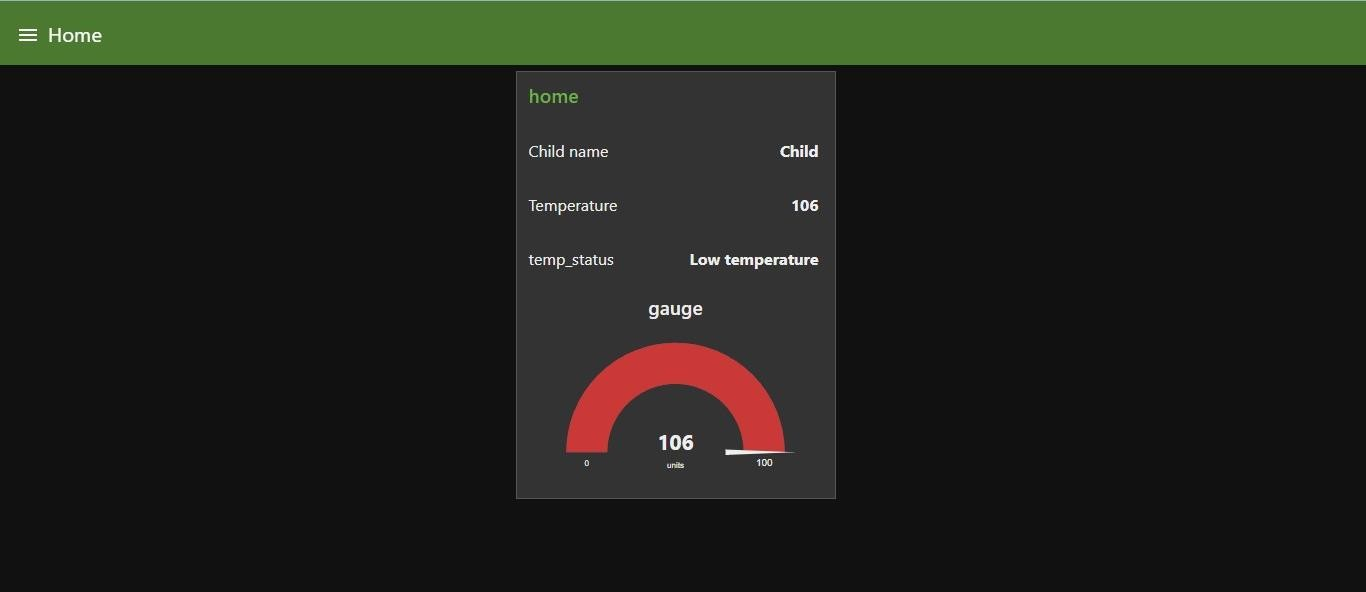 Home
home
Child name Child
Temperature 106
temp_status Low temperature
gauge
106
units
0 100